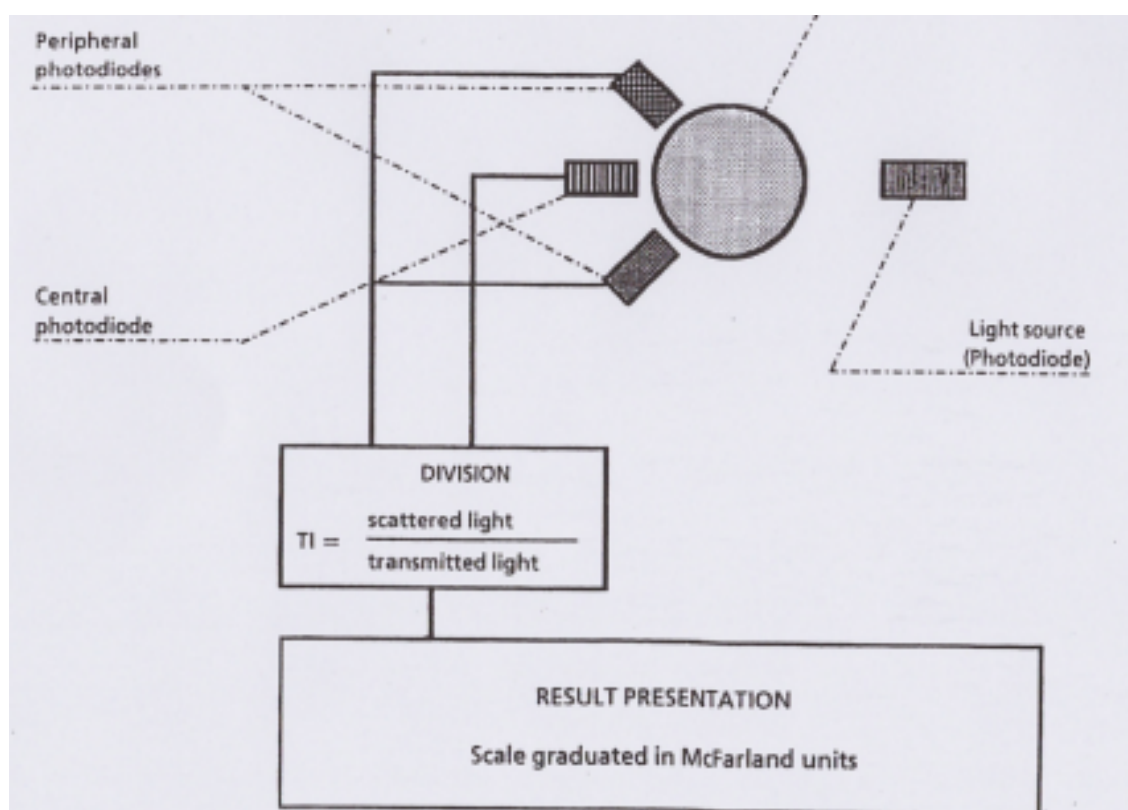 Peripheral
photodiodes
Central
photodiode
Light source
(Photodiode)
DIVISION
TI =
scattered light
transmitted light
RESULT PRESENTATION
Scale graduated in McFarland units